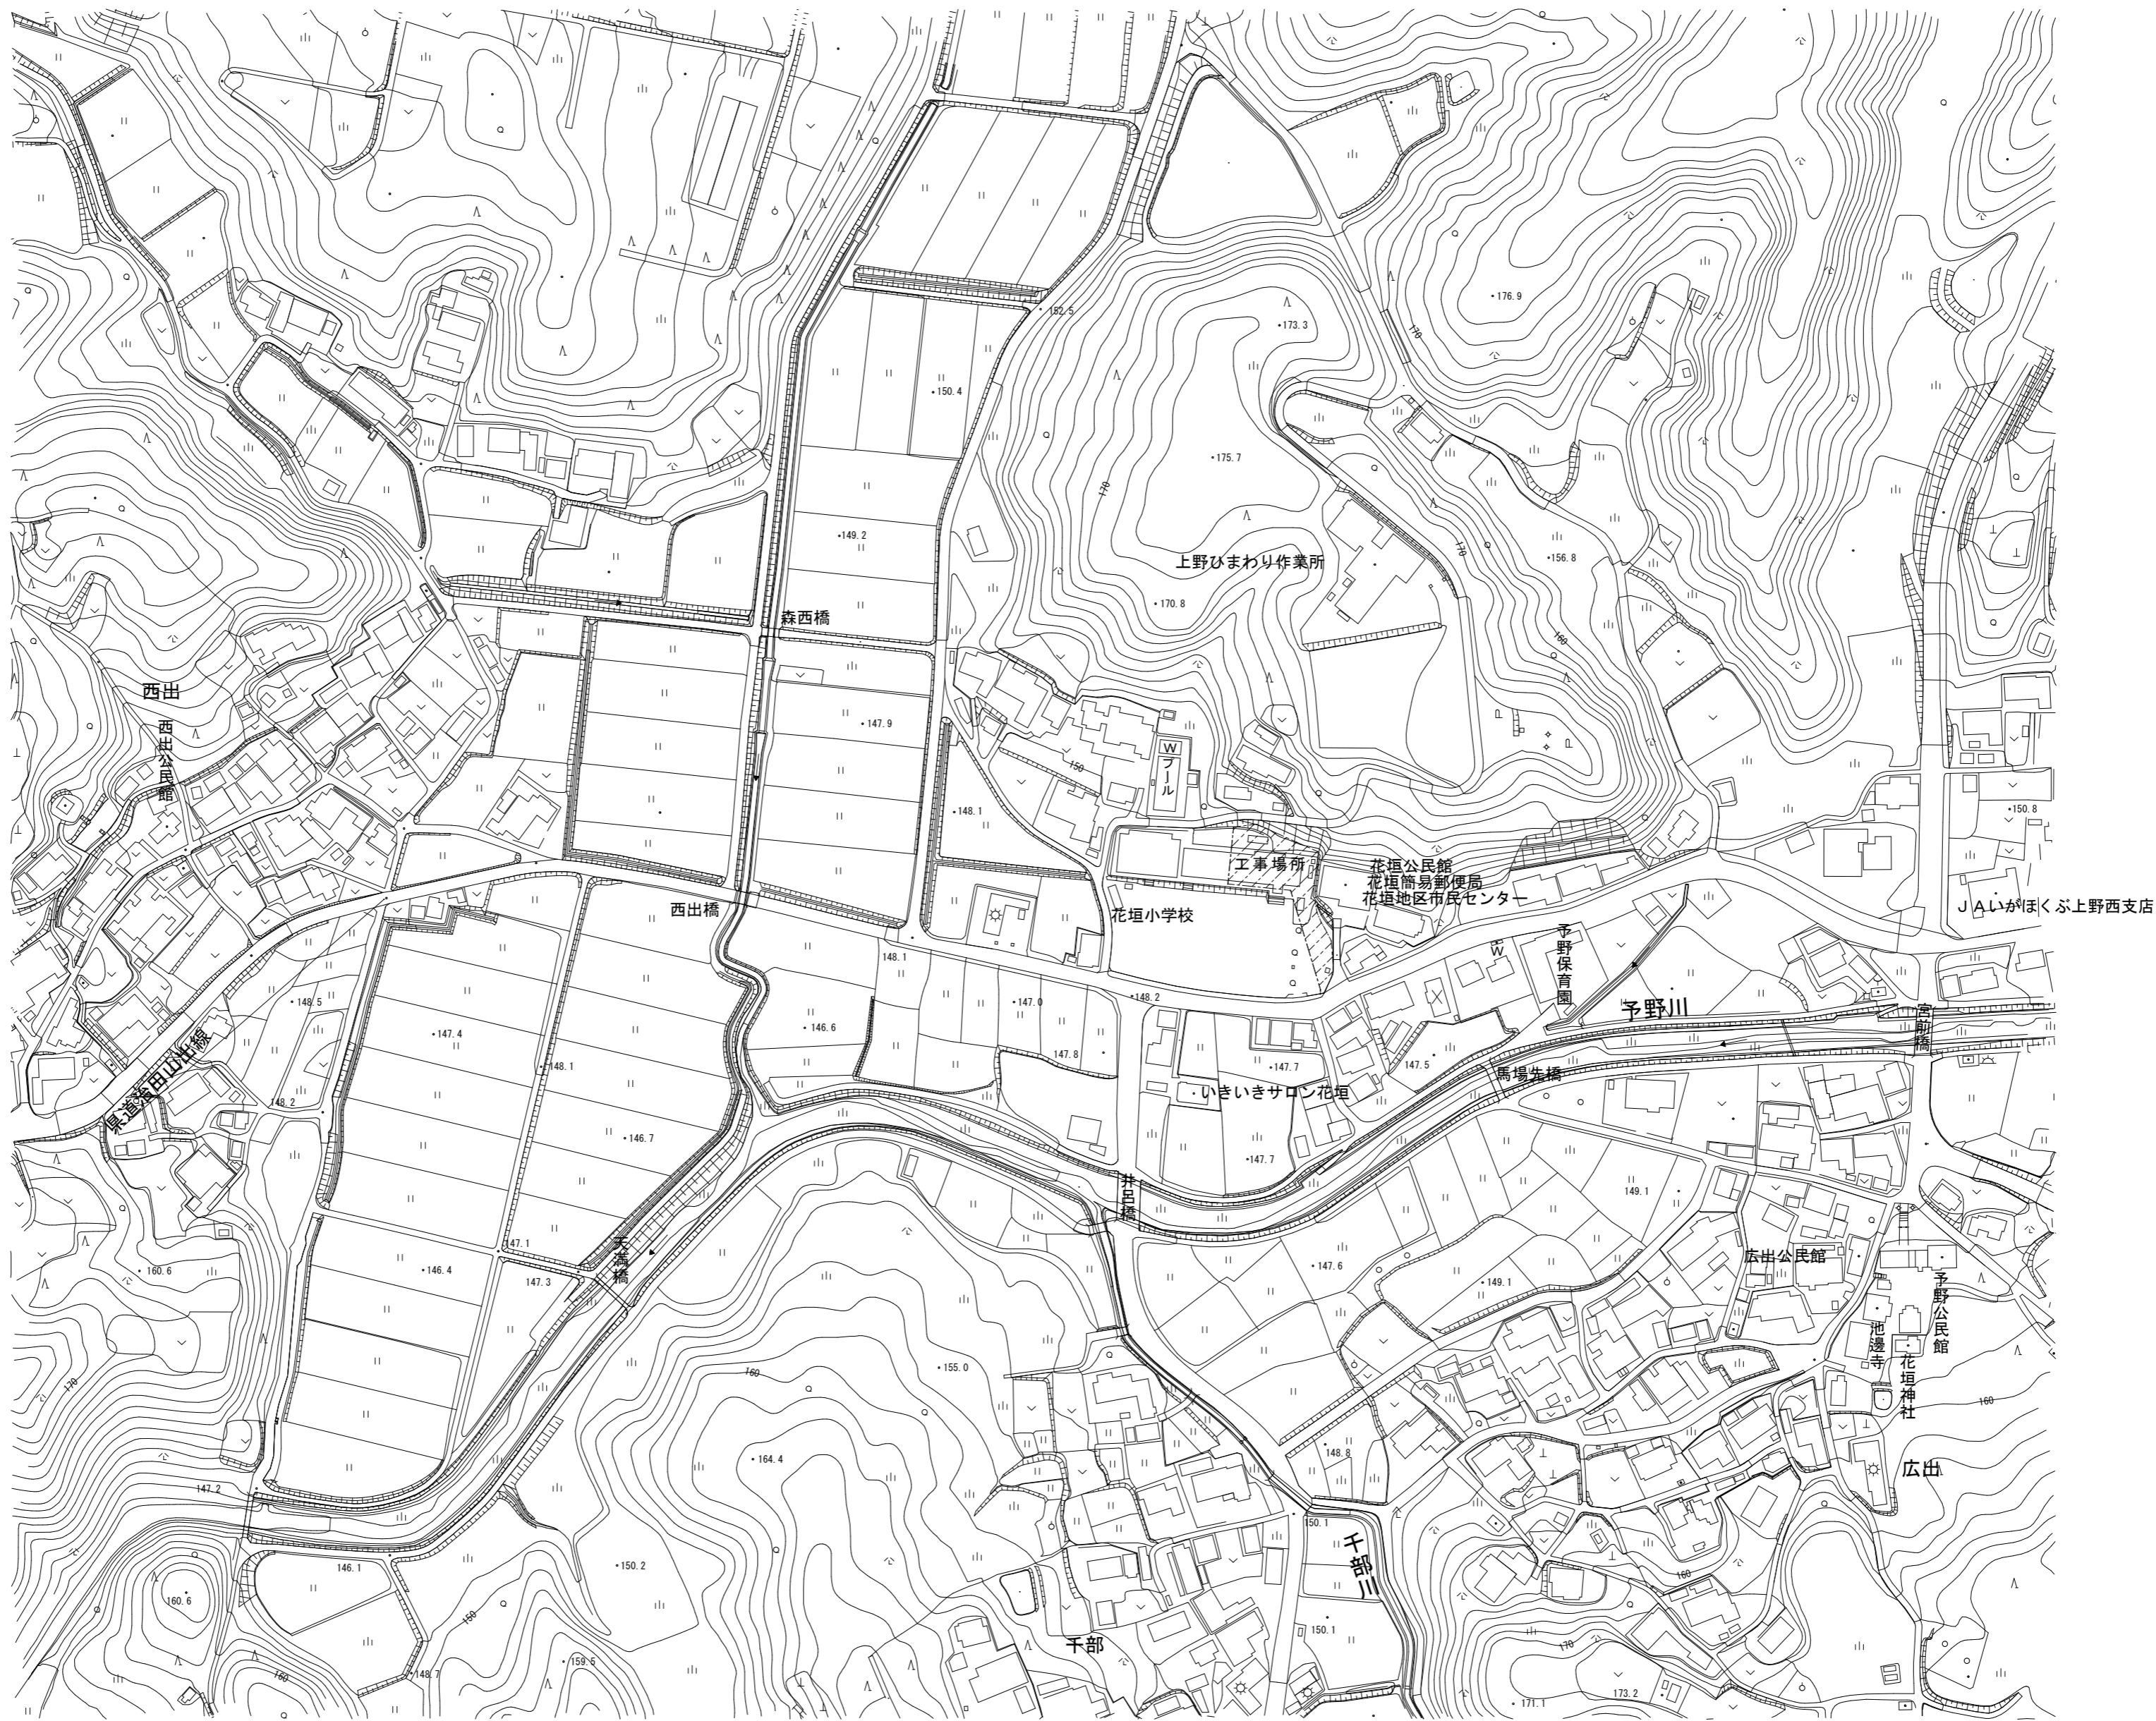 176.9
173.3
152.5
170
150.4
175.7
170
149.2
170
上野ひまわり作業所
156.8
170.8
森西橋
160
西出
147.9
西出公民館
W
プール
150
148.1
150.8
工事場所
花垣公民館
花垣簡易郵便局
花垣地区市民センター
西出橋
花垣小学校
JAいがほくぶ上野西支店
予野保育園
W
148.1
148.5
147.0
148.2
予野川
宮前橋
146.6
147.4
県道治田山出線
147.8
147.7
147.5
148.1
馬場先橋
いきいきサロン花垣
148.2
146.7
147.7
井呂橋
149.1
天満橋
147.1
広出公民館
160.6
146.4
147.3
147.6
149.1
予野公民館
池邊寺
花垣神社
155.0
160
170
160
164.4
148.8
広出
147.2
150.1
千部川
146.1
150.2
160
160.6
150
150.1
千部
170
159.5
148.7
160
173.2
171.1